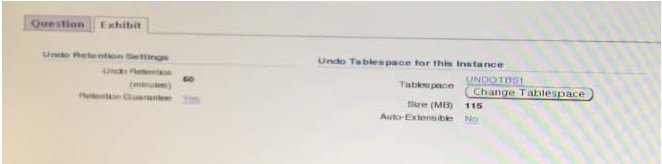 Question Exhibit
Undo Retention Settings
Undo Retention
(minutes) 60
Retention Guarantee Yes
Undo Tablespace for this Instance
Tablespace UNDOTBS1
Change Tablespace
Size (MB) 115
Auto-Extensible No